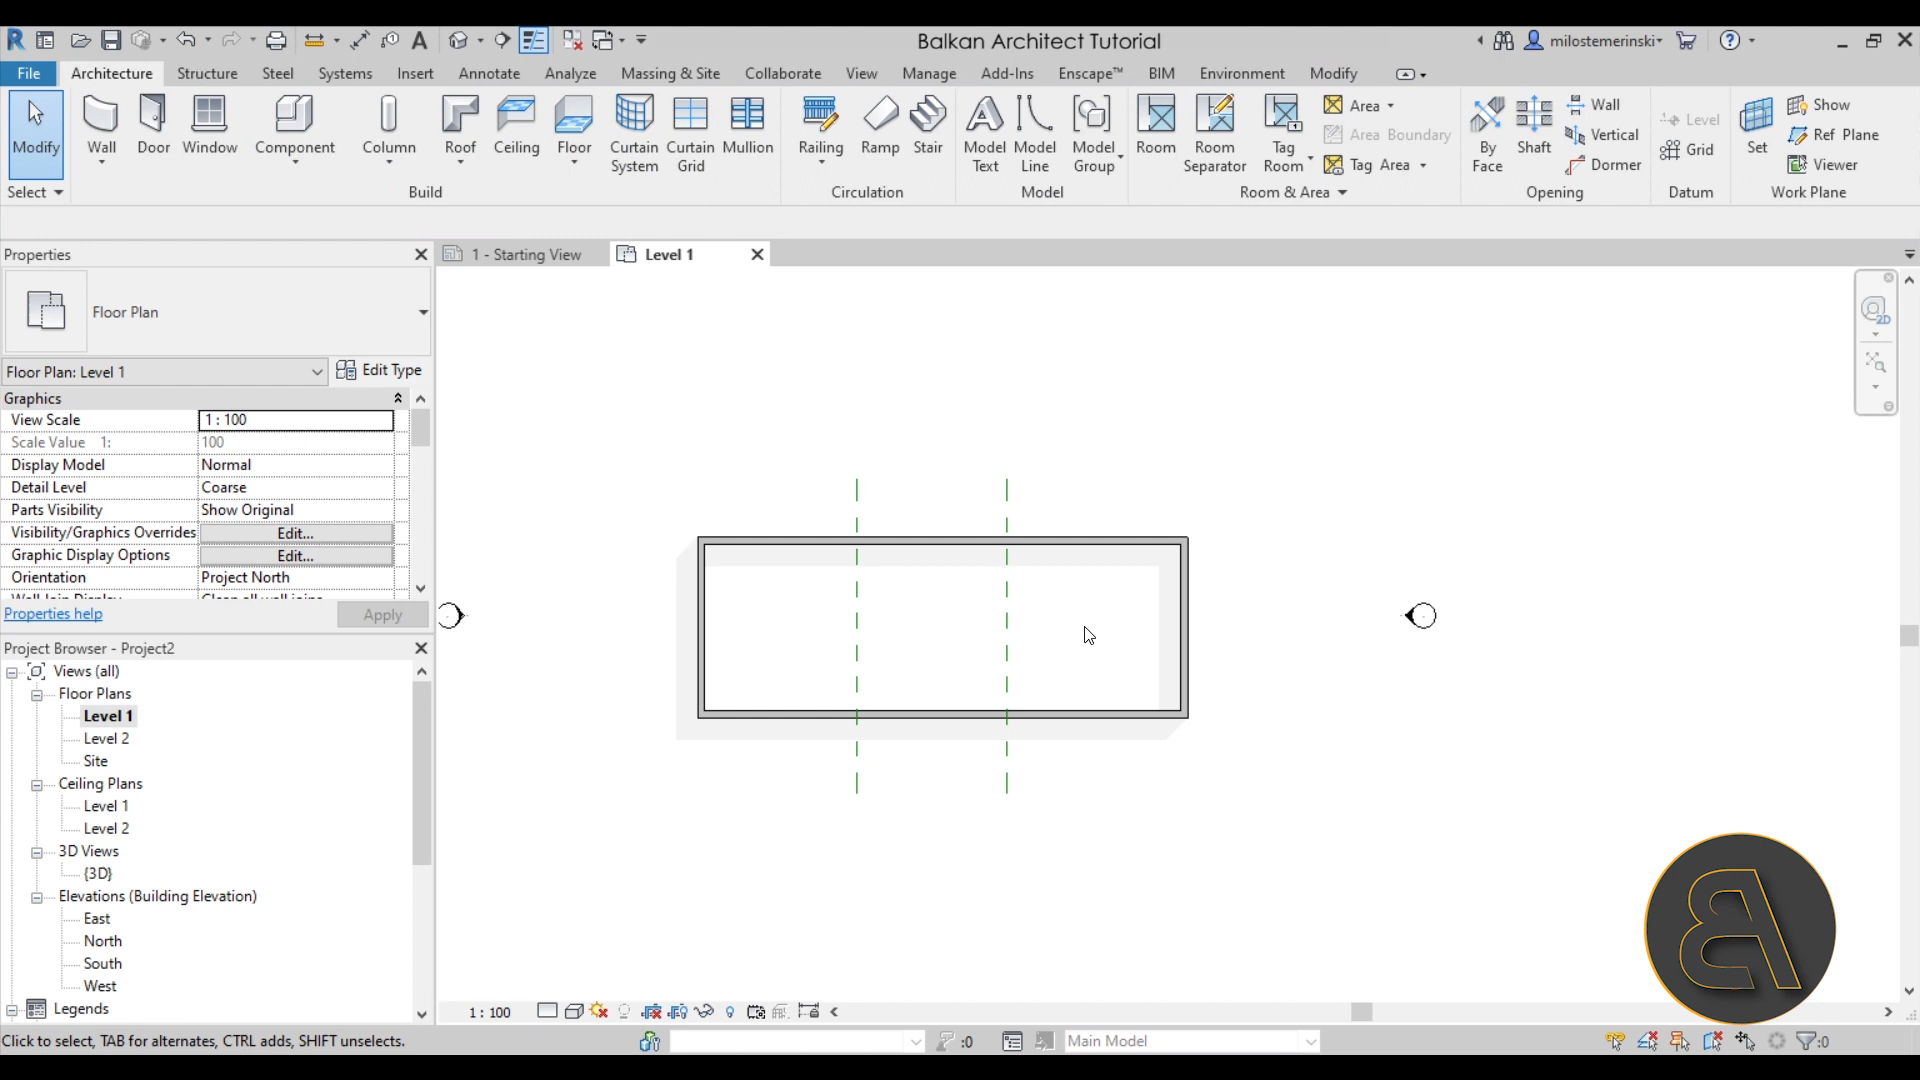 Balkan Architect Tutorial
milostemerinski
File Architecture Structure Steel Systems Insert Annotate Analyze Massing & Site Collaborate View Manage Add-Ins Enscape™ BIM Environment Modify
Modify Wall Door Window Component Column Roof Ceiling Floor Curtain System Curtain Grid Mullion Railing Ramp Stair Model Text Model Line Model Group Room Room Separator Tag Room
Area
Area Boundary
Tag Area
By Face Shaft
Wall
Vertical
Dormer
Level
Grid
Set
Show
Ref Plane
Viewer
Select Build Circulation Model Room & Area Opening Datum Work Plane
Properties
1 - Starting View Level 1
Floor Plan
Floor Plan: Level 1 Edit Type
Graphics
View Scale 1 : 100
Scale Value 1: 100
Display Model Normal
Detail Level Coarse
Parts Visibility Show Original
Visibility/Graphics Overrides Edit...
Graphic Display Options Edit...
Orientation Project North
Wall Join Display Clean all wall joins
Properties help Apply
Project Browser - Project2
Views (all)
Floor Plans
Level 1
Level 2
Site
Ceiling Plans
Level 1
Level 2
3D Views
{3D}
Elevations (Building Elevation)
East
North
South
West
Legends
1 : 100
2D
Click to select, TAB for alternates, CTRL adds, SHIFT unselects.
:0
Main Model
:0